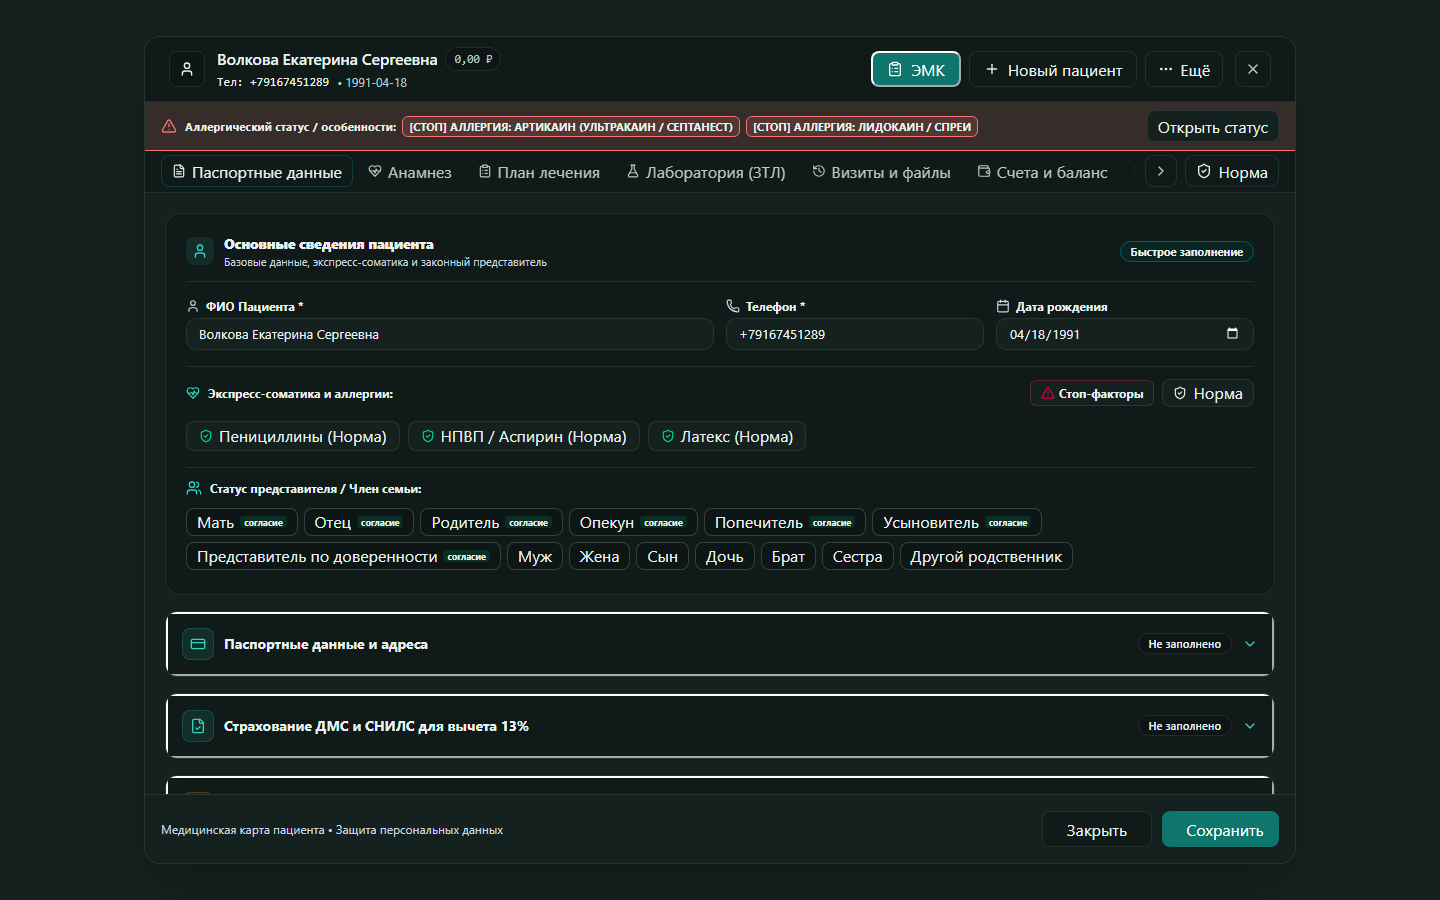 Волкова Екатерина Сергеевна 0,00 ₽
Тел: +79167451289 • 1991-04-18
ЭМК
Новый пациент
Ещё
Аллергический статус / особенности: [СТОП] АЛЛЕРГИЯ: АРТИКАИН (УЛЬТРАКАИН / СЕПТАНЕСТ) [СТОП] АЛЛЕРГИЯ: ЛИДОКАИН / СПРЕИ
Открыть статус
Паспортные данные Анамнез План лечения Лаборатория (ЗТЛ) Визиты и файлы Счета и баланс Норма
Основные сведения пациента
Базовые данные, экспресс-соматика и законный представитель
Быстрое заполнение
ФИО Пациента * Телефон * Дата рождения
Волкова Екатерина Сергеевна +79167451289 04/18/1991
Экспресс-соматика и аллергии: Стоп-факторы Норма
Пенициллины (Норма) НПВП / Аспирин (Норма) Латекс (Норма)
Статус представителя / Член семьи:
Мать согласие Отец согласие Родитель согласие Опекун согласие Попечитель согласие Усыновитель согласие
Представитель по доверенности согласие Муж Жена Сын Дочь Брат Сестра Другой родственник
Паспортные данные и адреса Не заполнено
Страхование ДМС и СНИЛС для вычета 13% Не заполнено
Медицинская карта пациента • Защита персональных данных
Закрыть Сохранить